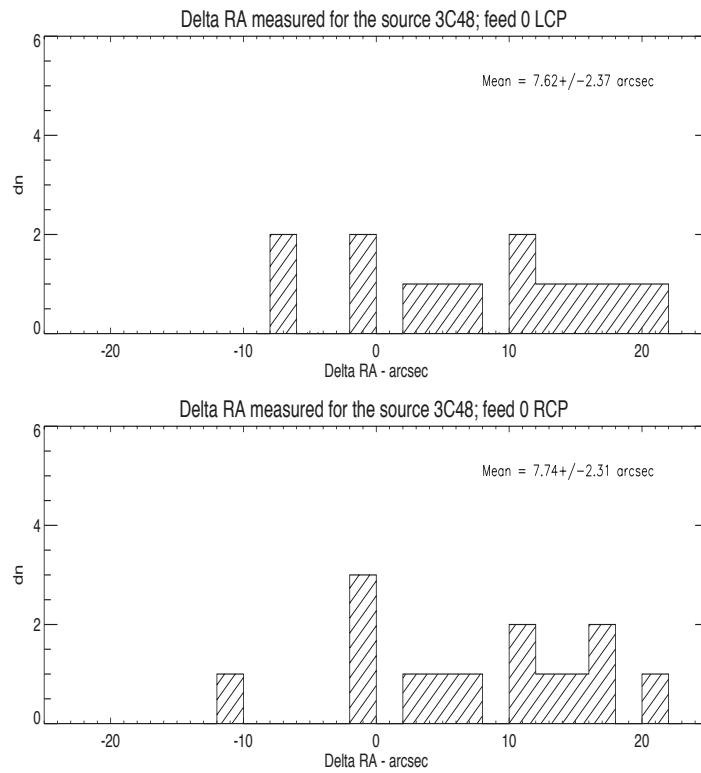 Delta RA measured for the source 3C48; feed 0 LCP
6
Mean = 7.62+/-2.37 arcsec
4
dn
2
0
-20 -10 0 10 20
Delta RA - arcsec
Delta RA measured for the source 3C48; feed 0 RCP
6
Mean = 7.74+/-2.31 arcsec
4
dn
2
0
-20 -10 0 10 20
Delta RA - arcsec